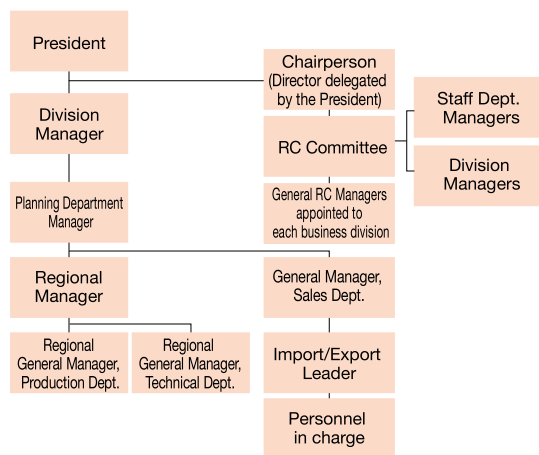 President
Chairperson
(Director delegated
by the President)
Division
Manager
Staff Dept.
Managers
RC Committee
Division
Managers
Planning Department
Manager
General RC Managers
appointed to
each business division
Regional
Manager
General Manager,
Sales Dept.
Regional
General Manager,
Production Dept.
Regional
General Manager,
Technical Dept.
Import/Export
Leader
Personnel
in charge